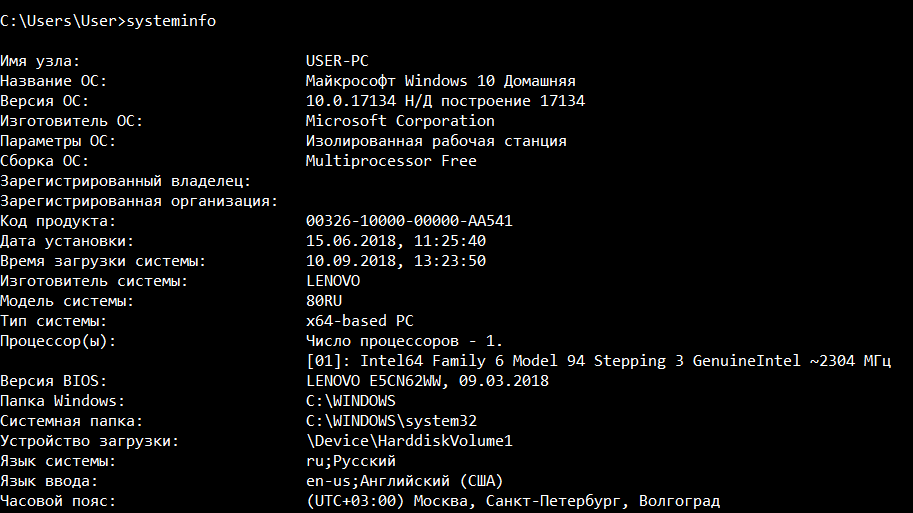 C:\Users\User>systeminfo
Имя узла: USER-PC
Название ОС: Майкрософт Windows 10 Домашняя
Версия ОС: 10.0.17134 Н/Д построение 17134
Изготовитель ОС: Microsoft Corporation
Параметры ОС: Изолированная рабочая станция
Сборка ОС: Multiprocessor Free
Зарегистрированный владелец:
Зарегистрированная организация:
Код продукта: 00326-10000-00000-AA541
Дата установки: 15.06.2018, 11:25:40
Время загрузки системы: 10.09.2018, 13:23:50
Изготовитель системы: LENOVO
Модель системы: 80RU
Тип системы: x64-based PC
Процессор(ы): Число процессоров - 1.
[01]: Intel64 Family 6 Model 94 Stepping 3 GenuineIntel ~2304 МГц
Версия BIOS: LENOVO E5CN62WW, 09.03.2018
Папка Windows: C:\WINDOWS
Системная папка: C:\WINDOWS\system32
Устройство загрузки: \Device\HarddiskVolume1
Язык системы: ru;Русский
Язык ввода: en-us;Английский (США)
Часовой пояс: (UTC+03:00) Москва, Санкт-Петербург, Волгоград